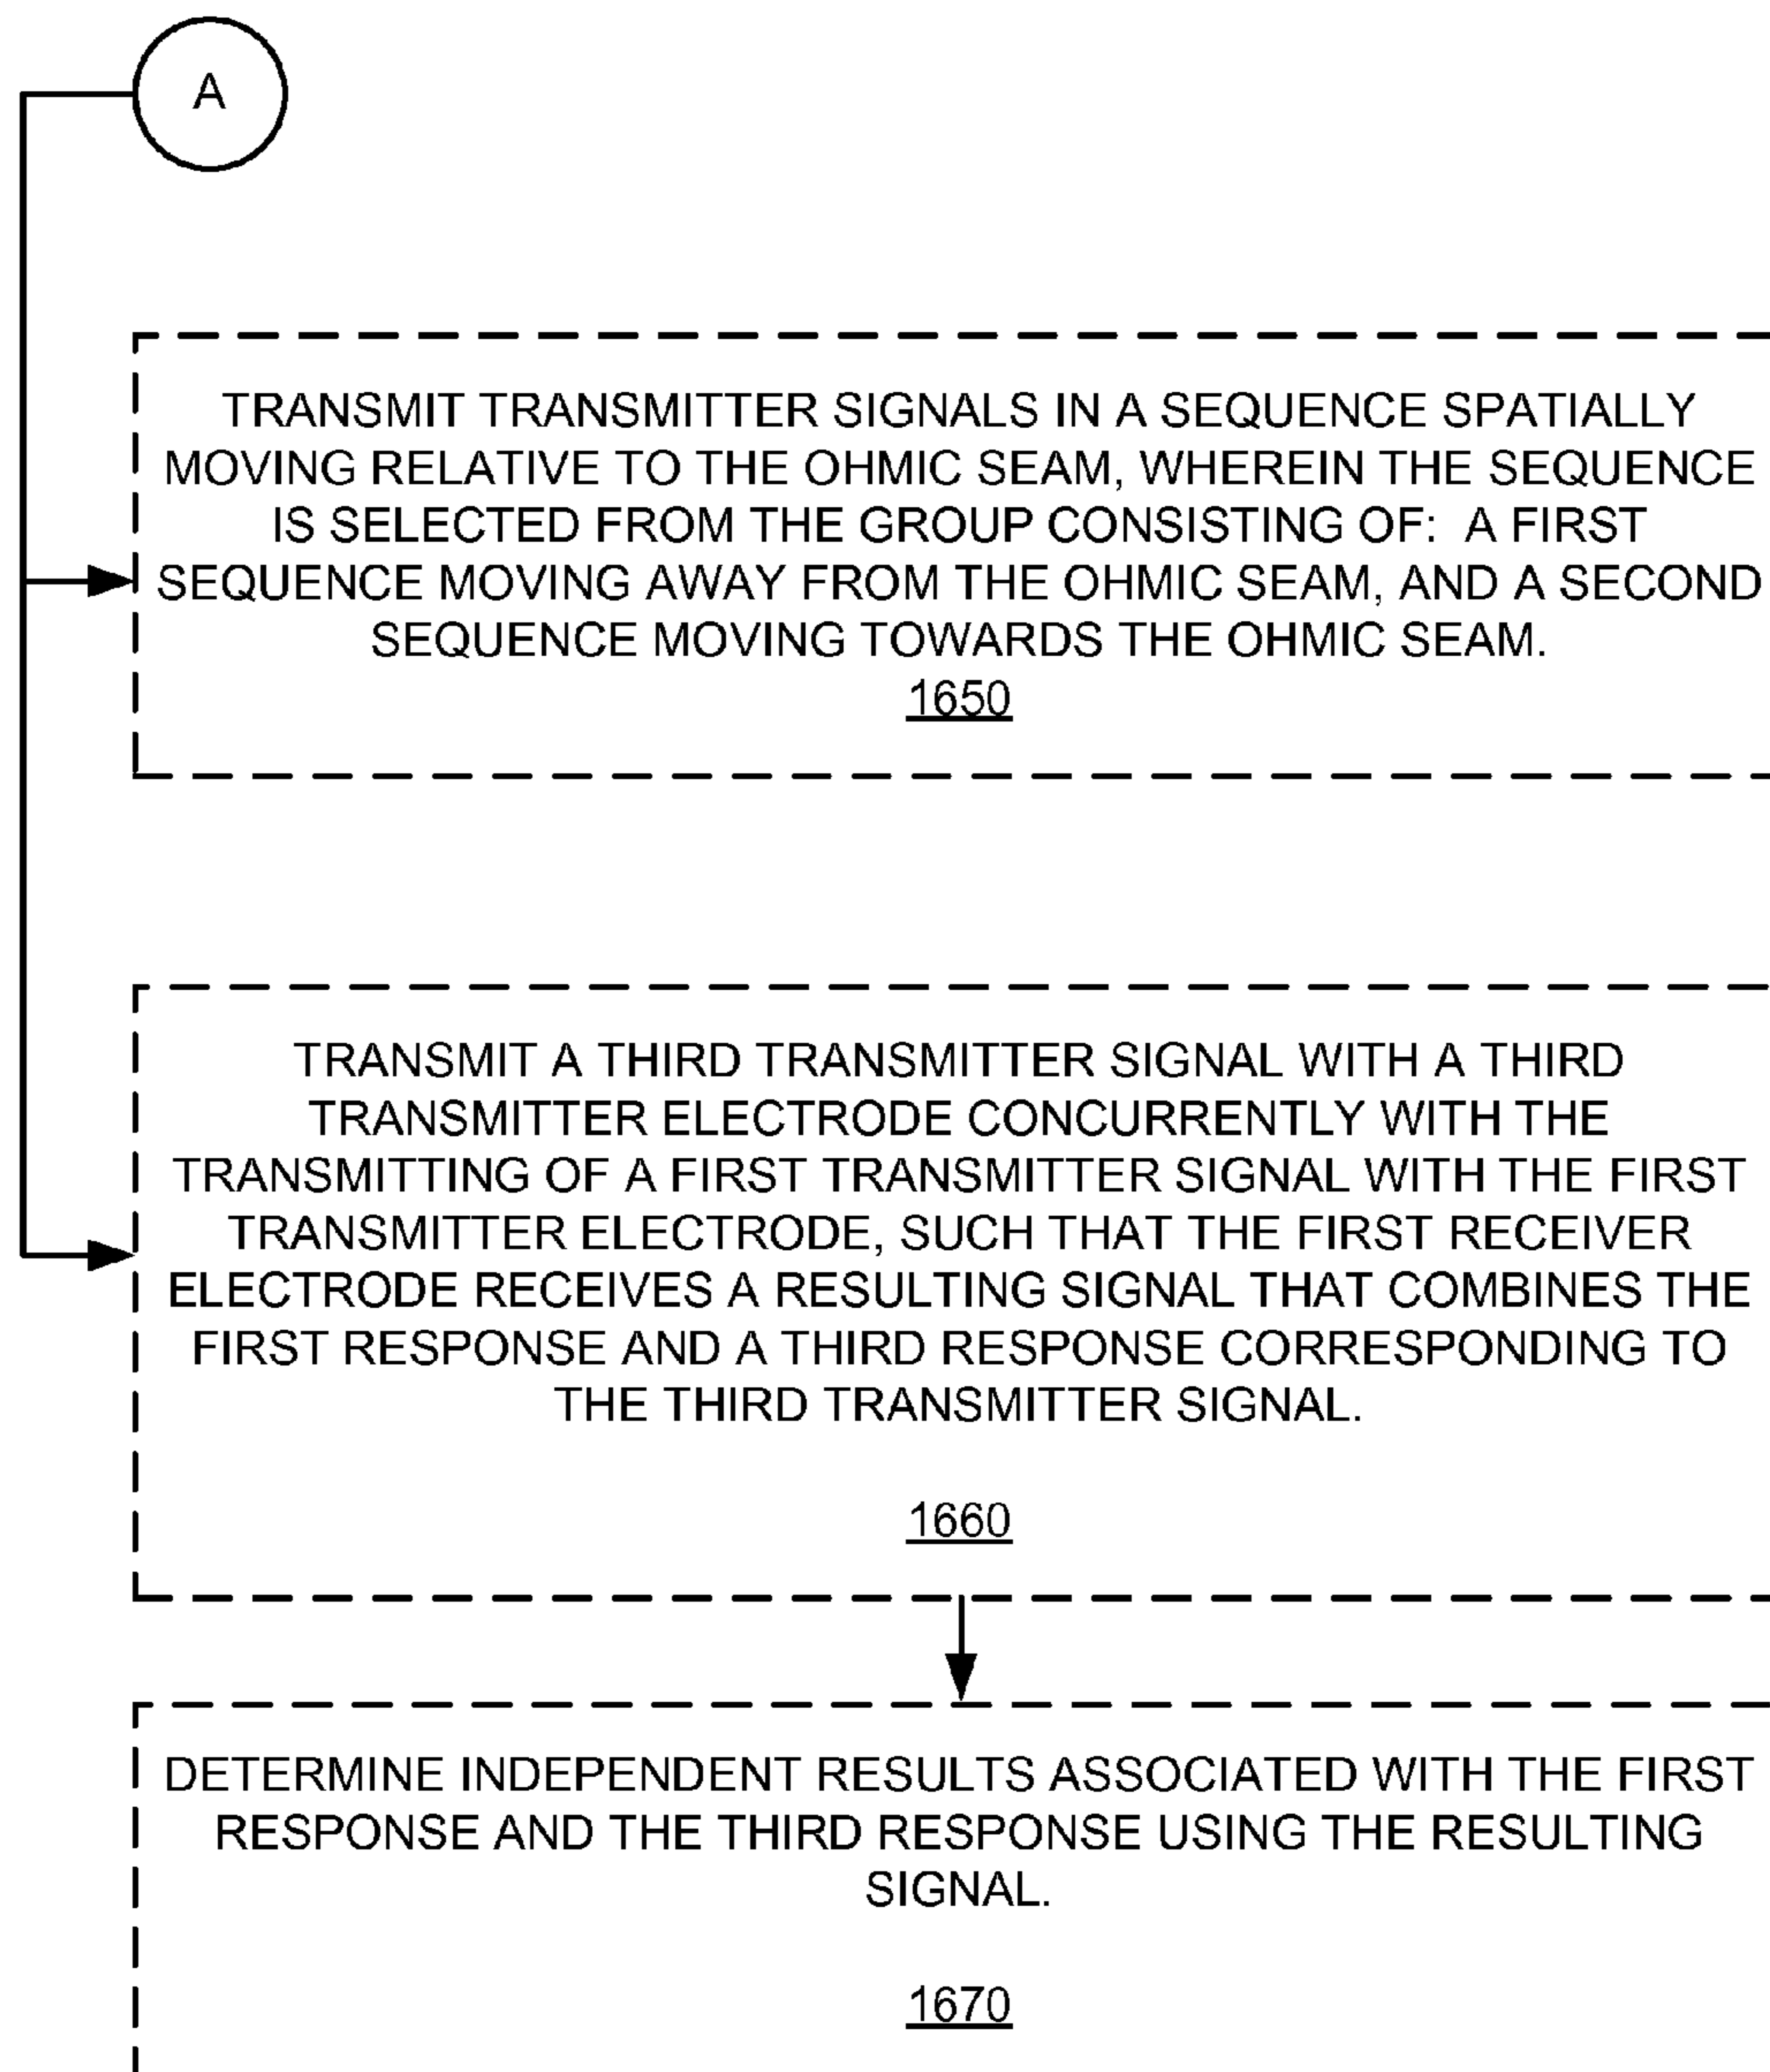 A
TRANSMIT TRANSMITTER SIGNALS IN A SEQUENCE SPATIALLY
MOVING RELATIVE TO THE OHMIC SEAM, WHEREIN THE SEQUENCE
IS SELECTED FROM THE GROUP CONSISTING OF:  A FIRST
SEQUENCE MOVING AWAY FROM THE OHMIC SEAM, AND A SECOND
SEQUENCE MOVING TOWARDS THE OHMIC SEAM.
1650
TRANSMIT A THIRD TRANSMITTER SIGNAL WITH A THIRD
TRANSMITTER ELECTRODE CONCURRENTLY WITH THE
TRANSMITTING OF A FIRST TRANSMITTER SIGNAL WITH THE FIRST
TRANSMITTER ELECTRODE, SUCH THAT THE FIRST RECEIVER
ELECTRODE RECEIVES A RESULTING SIGNAL THAT COMBINES THE
FIRST RESPONSE AND A THIRD RESPONSE CORRESPONDING TO
THE THIRD TRANSMITTER SIGNAL.
1660
DETERMINE INDEPENDENT RESULTS ASSOCIATED WITH THE FIRST
RESPONSE AND THE THIRD RESPONSE USING THE RESULTING
SIGNAL.
1670